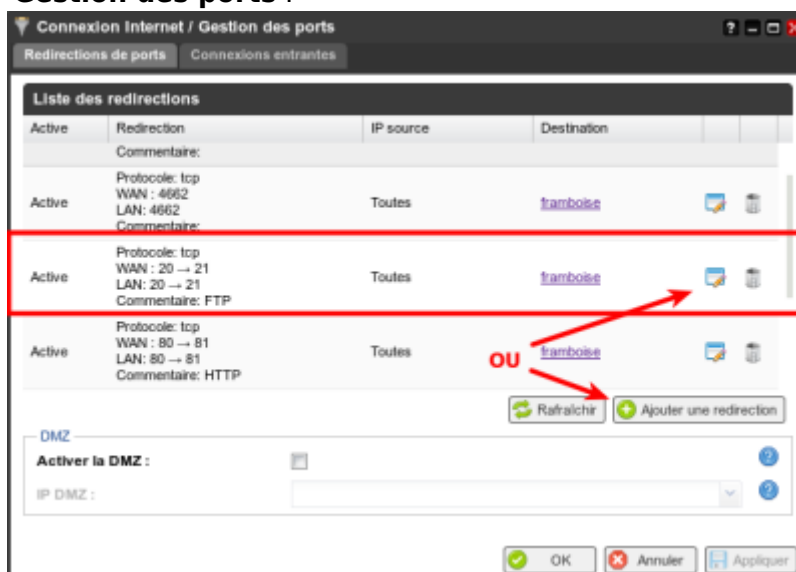 Gestion des ports :
Connexion Internet / Gestion des ports
Redirections de ports Connexions entrantes
Liste des redirections
Active Redirection IP source Destination
Commentaire:
Protocole: tcp
WAN : 4662
Active Toutes framboise
LAN: 4662
Commentaire:
Protocole: tcp
WAN : 20 → 21
Active Toutes framboise
LAN: 20 → 21
Commentaire: FTP
Protocole: tcp
WAN : 80 → 81
Active Toutes framboise
LAN: 80 → 81
OU
Commentaire: HTTP
Rafraîchir Ajouter une redirection
DMZ
Activer la DMZ :
IP DMZ :
OK Annuler Appliquer